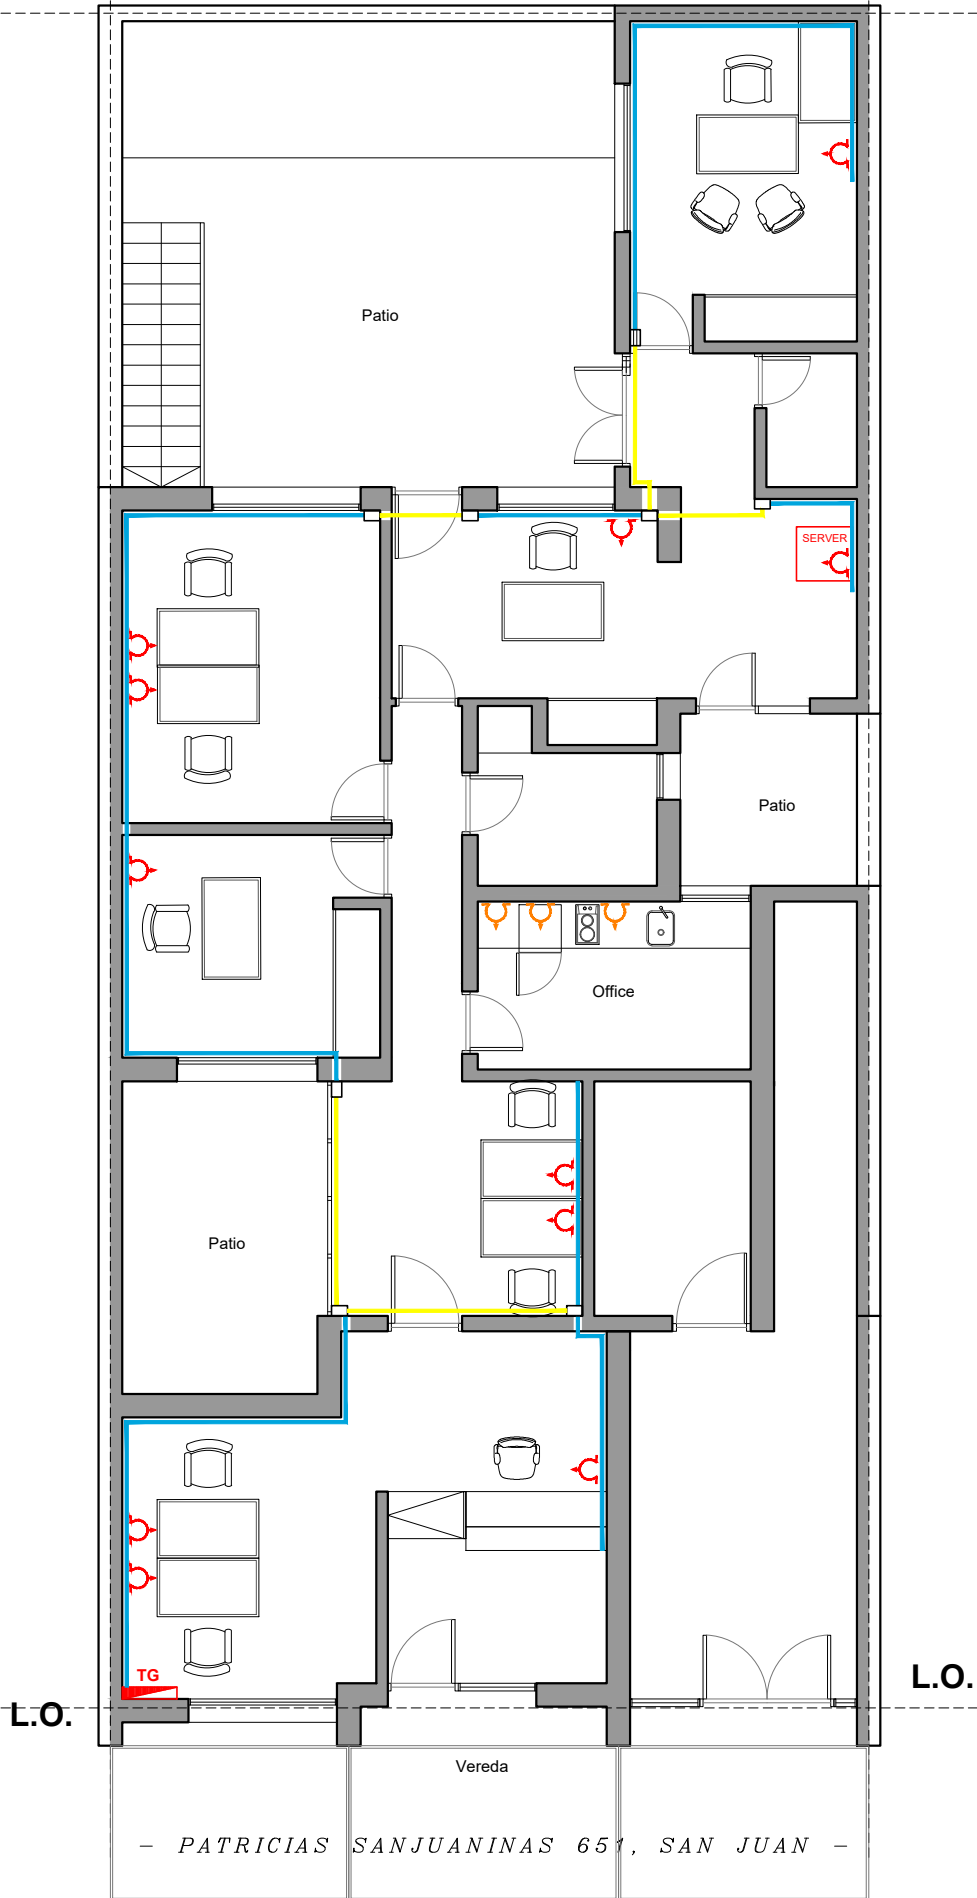 Patio
SERVER
Patio
Office
Patio
TG
L.O.
L.O.
Vereda
- PATRICIAS SANJUANINAS 651, SAN JUAN -